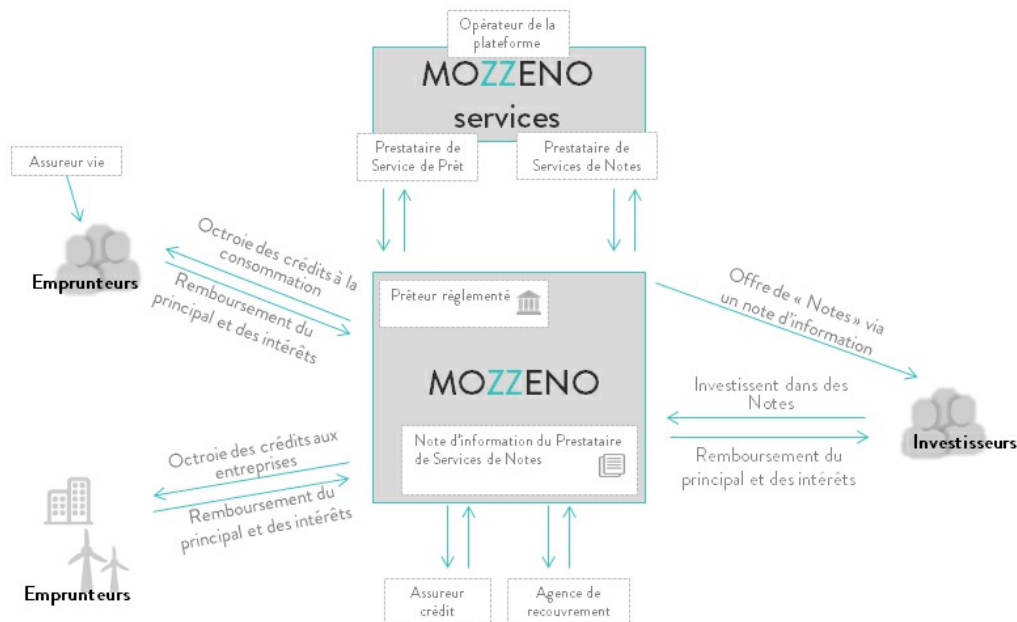 Opérateur de la
plateforme
MOZZENO
services
Prestataire de
Service de Prêt
Prestataire de
Services de Notes
Assureur vie
Emprunteurs
Octroie des crédits à la
consommation
Remboursement du
principal et des intérêts
Prêteur réglementé
MOZZENO
Note d'information du Prestataire
de Services de Notes
Offre de « Notes » via
un note d'information
Investissent dans des
Notes
Remboursement du
principal et des intérêts
Investisseurs
Octroie des crédits aux
entreprises
Remboursement du
principal et des intérêts
Emprunteurs
Assureur
crédit
Agence de
recouvrement